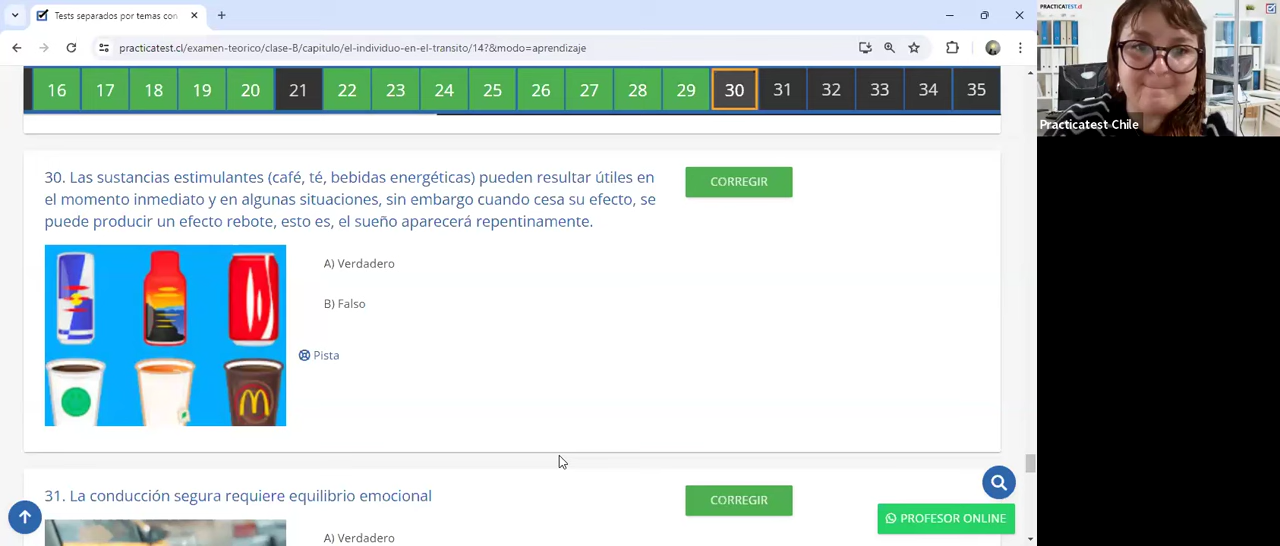 Tests separados por temas con
practicatest.cl/examen-teorico/clase-B/capitulo/el-individuo-en-el-transito/14?&modo=aprendizaje
16 17 18 19 20 21 22 23 24 25 26 27 28 29 30 31 32 33 34 35
PRACTICATEST.cl
Practicatest Chile
30. Las sustancias estimulantes (café, té, bebidas energéticas) pueden resultar útiles en
el momento inmediato y en algunas situaciones, sin embargo cuando cesa su efecto, se
puede producir un efecto rebote, esto es, el sueño aparecerá repentinamente.
CORREGIR
A) Verdadero
B) Falso
Pista
31. La conducción segura requiere equilibrio emocional
CORREGIR
A) Verdadero
PROFESOR ONLINE